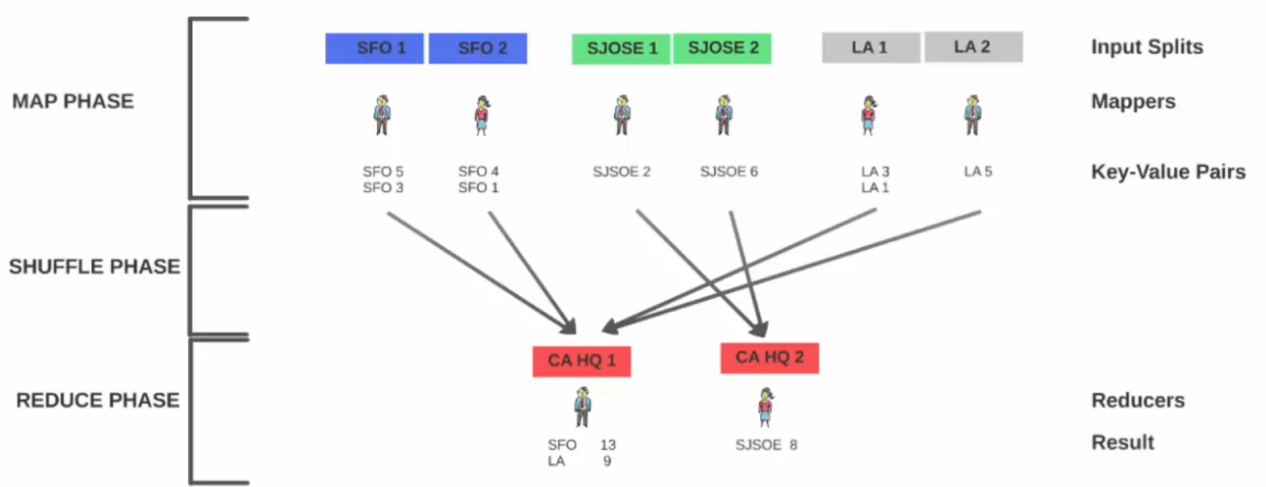 SFO 1 SFO 2 SJOSE 1 SJOSE 2 LA 1 LA 2 Input Splits
MAP PHASE Mappers
SFO 5 SFO 4 SJSOE 2 SJSOE 6 LA 3 LA 5 Key-Value Pairs
SFO 3 SFO 1 LA 1
SHUFFLE PHASE
CA HQ 1 CA HQ 2
REDUCE PHASE Reducers
SFO 13 SJSOE 8 Result
LA 9